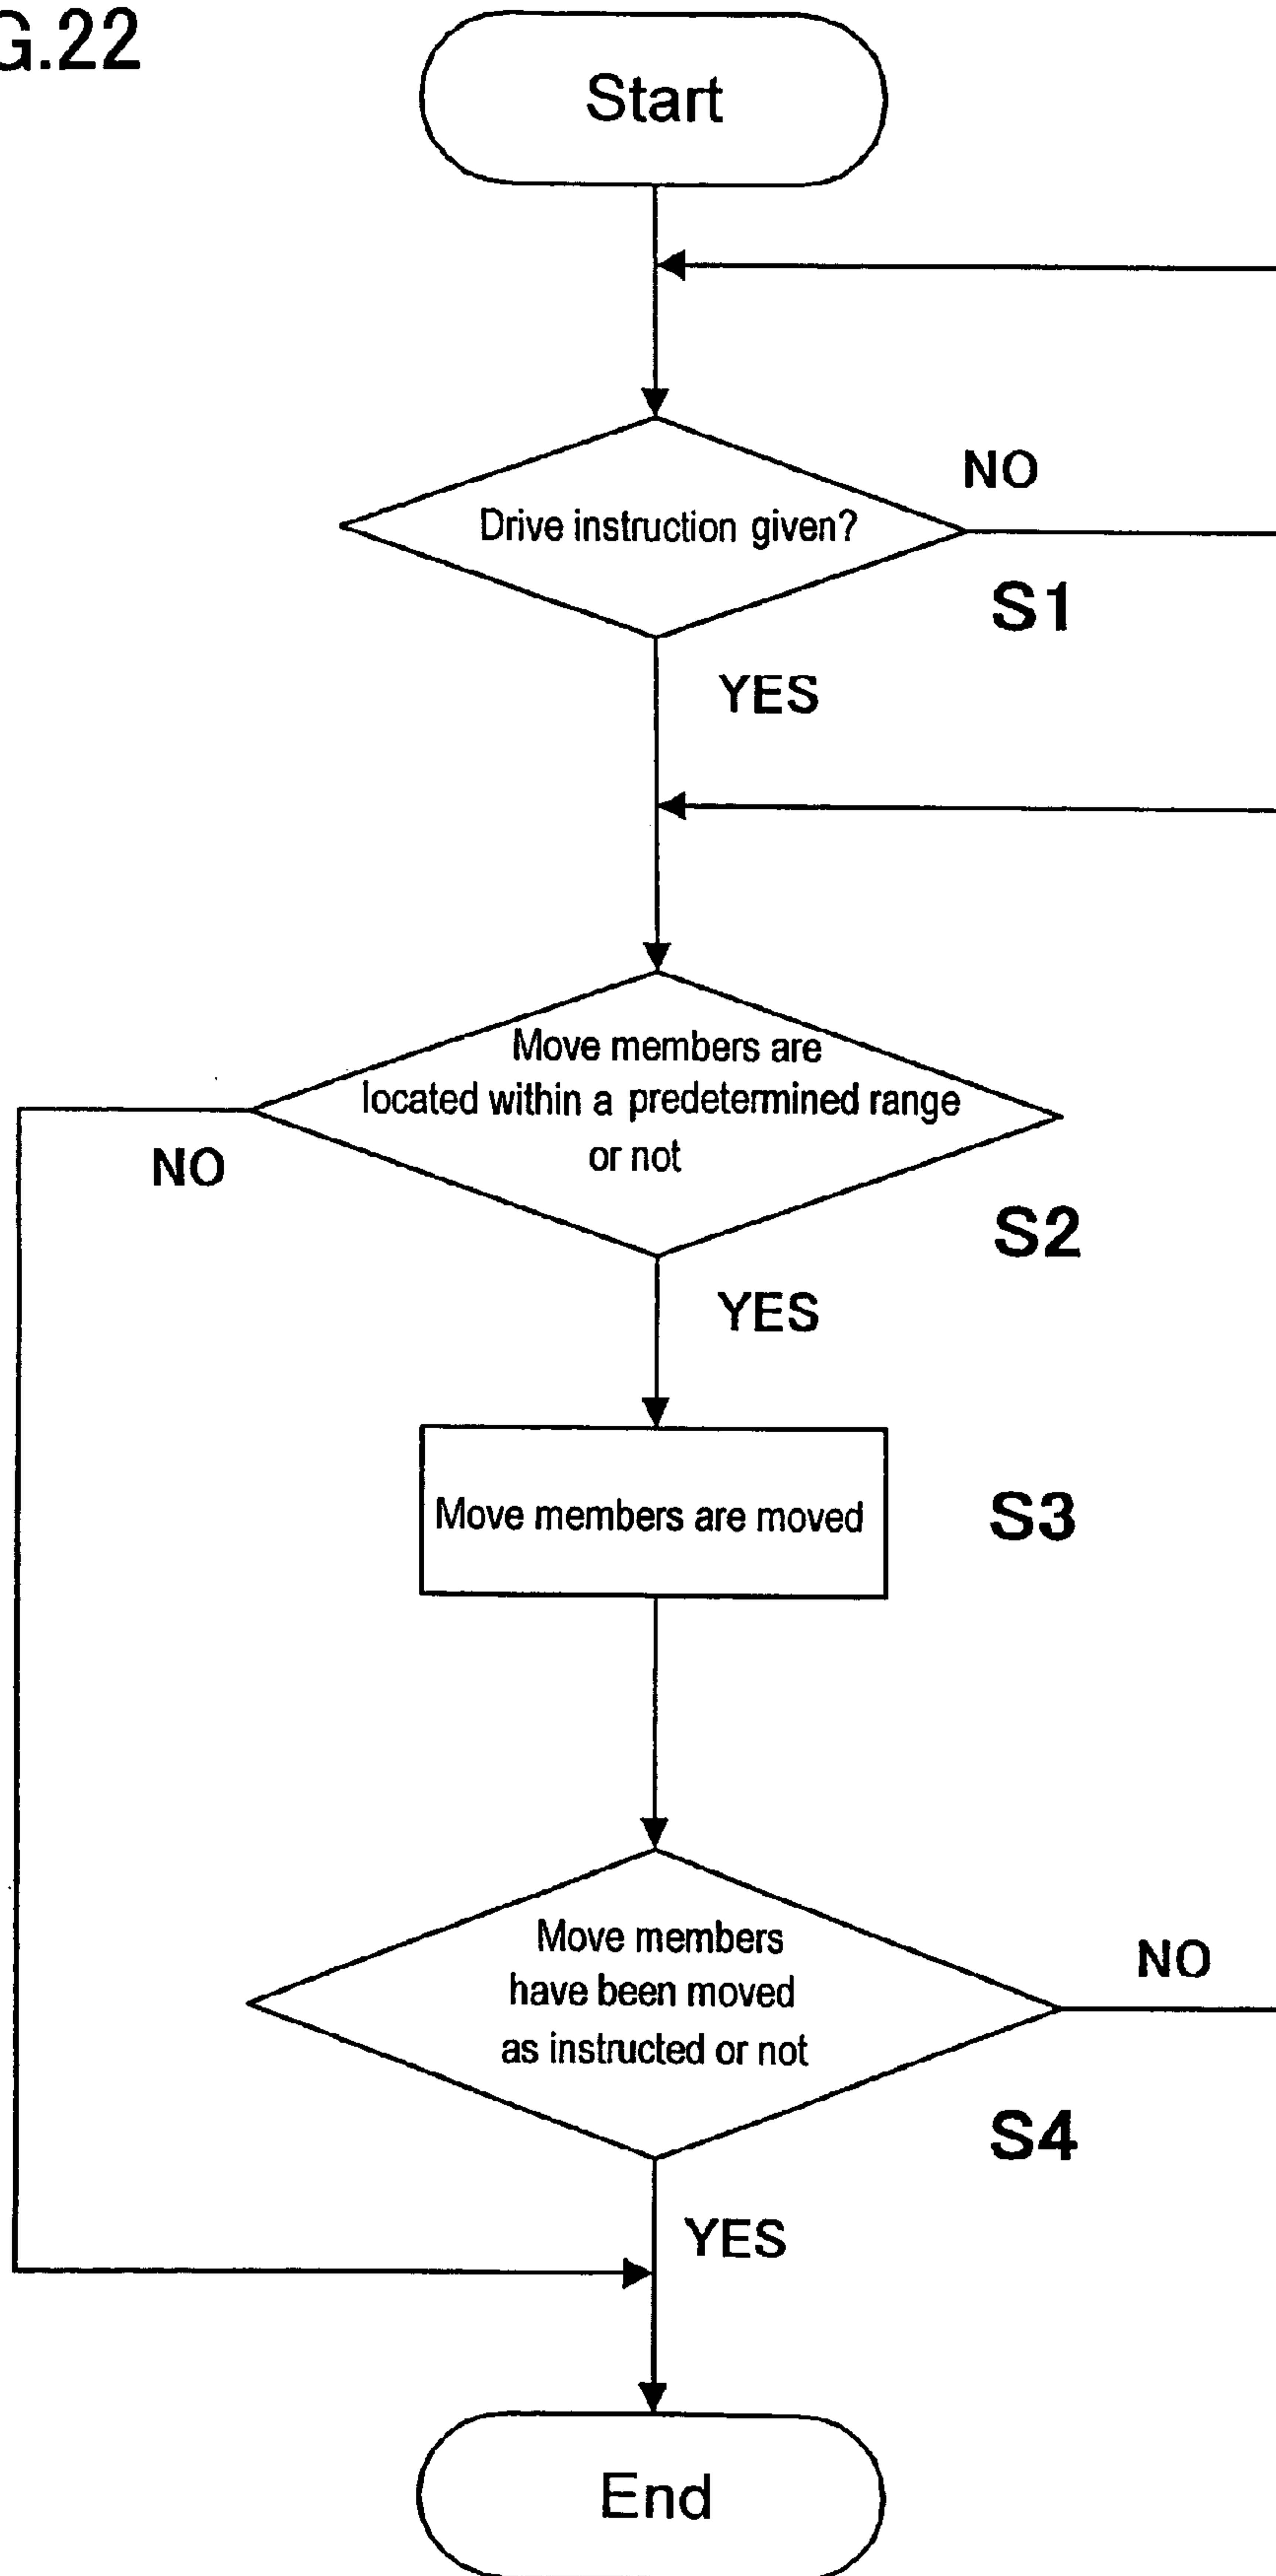 G.22
Start
Drive instruction given?
NO
S1
YES
Move members are
located within a predetermined range
or not
NO
S2
YES
Move members are moved
S3
Move members
have been moved
as instructed or not
NO
S4
YES
End